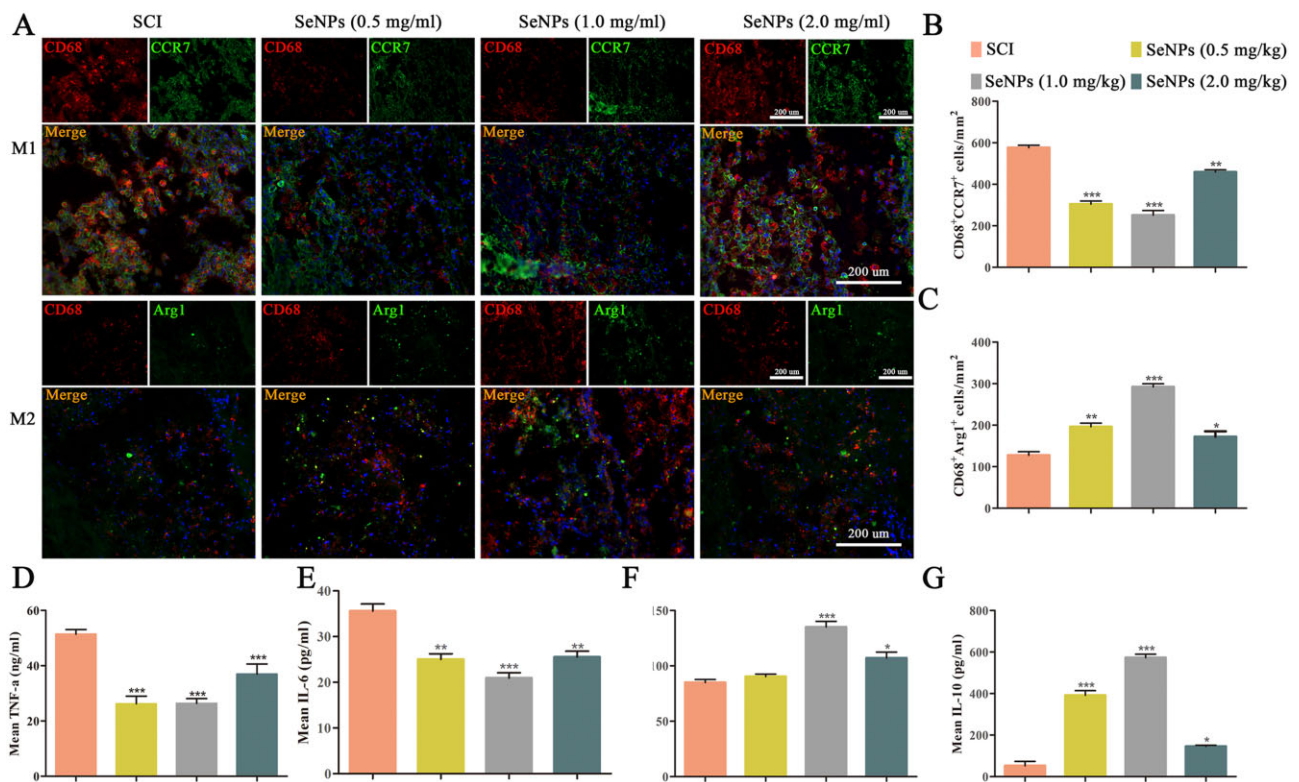 A
SCI
SeNPs (0.5 mg/ml)
SeNPs (1.0 mg/ml)
SeNPs (2.0 mg/ml)
CD68
CCR7
CD68
CCR7
CD68
CCR7
CD68
CCR7
200 um
200 um
M1
Merge
Merge
Merge
Merge
200 um
CD68
Arg1
CD68
Arg1
CD68
Arg1
CD68
Arg1
200 um
200 um
M2
Merge
Merge
Merge
Merge
200 um
B
SCI
SeNPs (0.5 mg/kg)
SeNPs (1.0 mg/kg)
SeNPs (2.0 mg/kg)
CD68⁺CCR7⁺ cells/mm²
800
600
400
200
0
***
***
**
C
CD68⁺Arg1⁺ cells/mm²
400
300
200
100
0
**
***
*
D
Mean TNF-a (ng/ml)
60
40
20
0
***
***
***
E
Mean IL-6 (pg/ml)
40
30
20
10
0
**
***
**
F
150
100
50
0
***
*
G
Mean IL-10 (pg/ml)
800
600
400
200
0
***
***
*